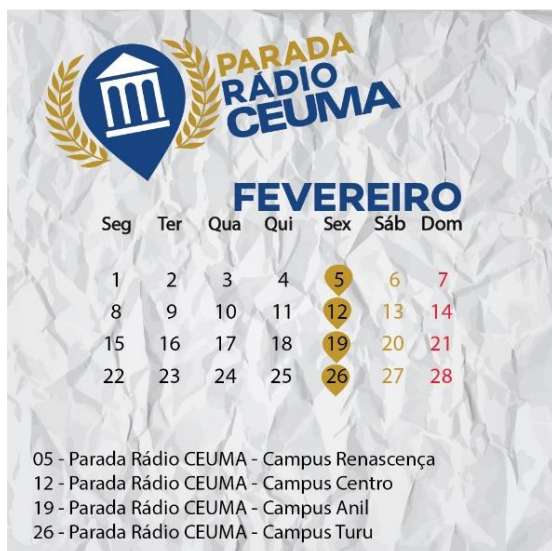 PARADA
RÁDIO
CEUMA
FEVEREIRO
Seg Ter Qua Qui Sex Sáb Dom
1 2 3 4 5 6 7
8 9 10 11 12 13 14
15 16 17 18 19 20 21
22 23 24 25 26 27 28
05 - Parada Rádio CEUMA - Campus Renascença
12 - Parada Rádio CEUMA - Campus Centro
19 - Parada Rádio CEUMA - Campus Anil
26 - Parada Rádio CEUMA - Campus Turu